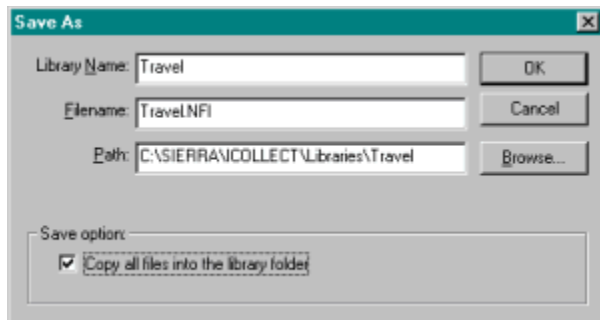 Save As
Library Name: Travel OK
Filename: Travel.NFI Cancel
Path: C:\SIERRA\ICOLLECT\Libraries\Travel Browse...
Save option:
Copy all files into the library folder